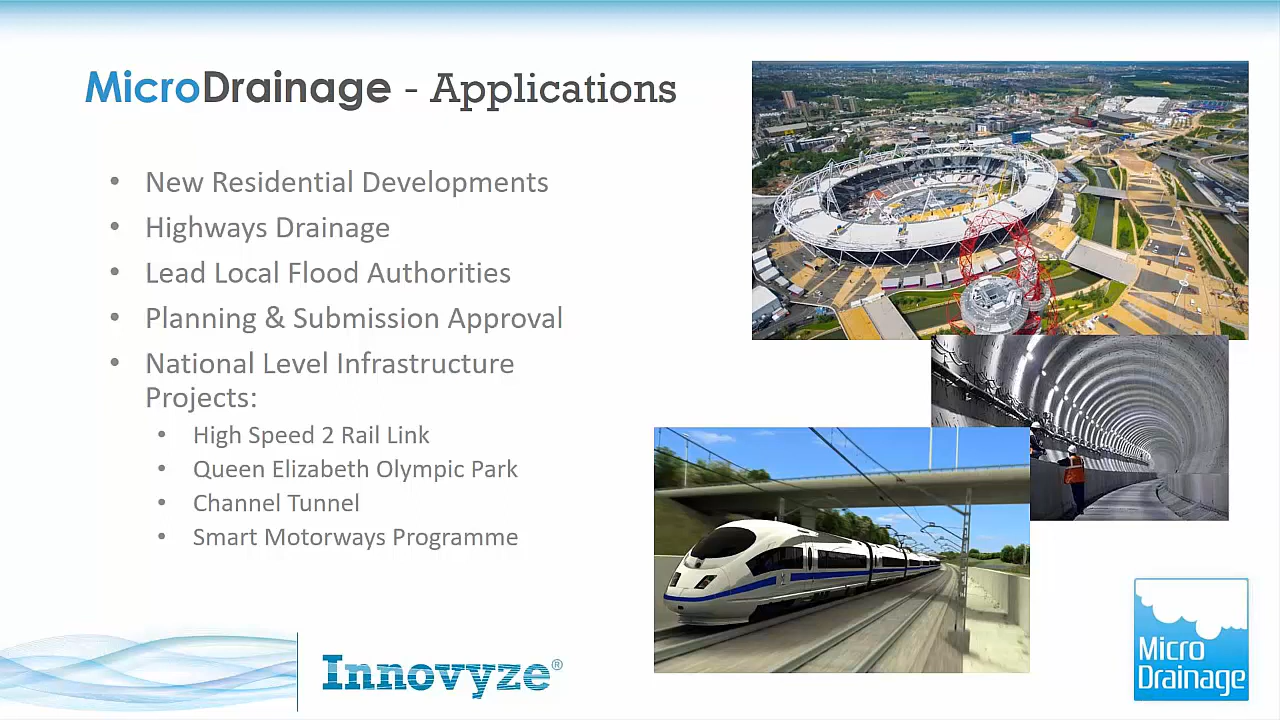 MicroDrainage - Applications
• New Residential Developments
• Highways Drainage
• Lead Local Flood Authorities
• Planning & Submission Approval
• National Level Infrastructure
Projects:
• High Speed 2 Rail Link
• Queen Elizabeth Olympic Park
• Channel Tunnel
• Smart Motorways Programme
Innovyze®
Micro
Drainage